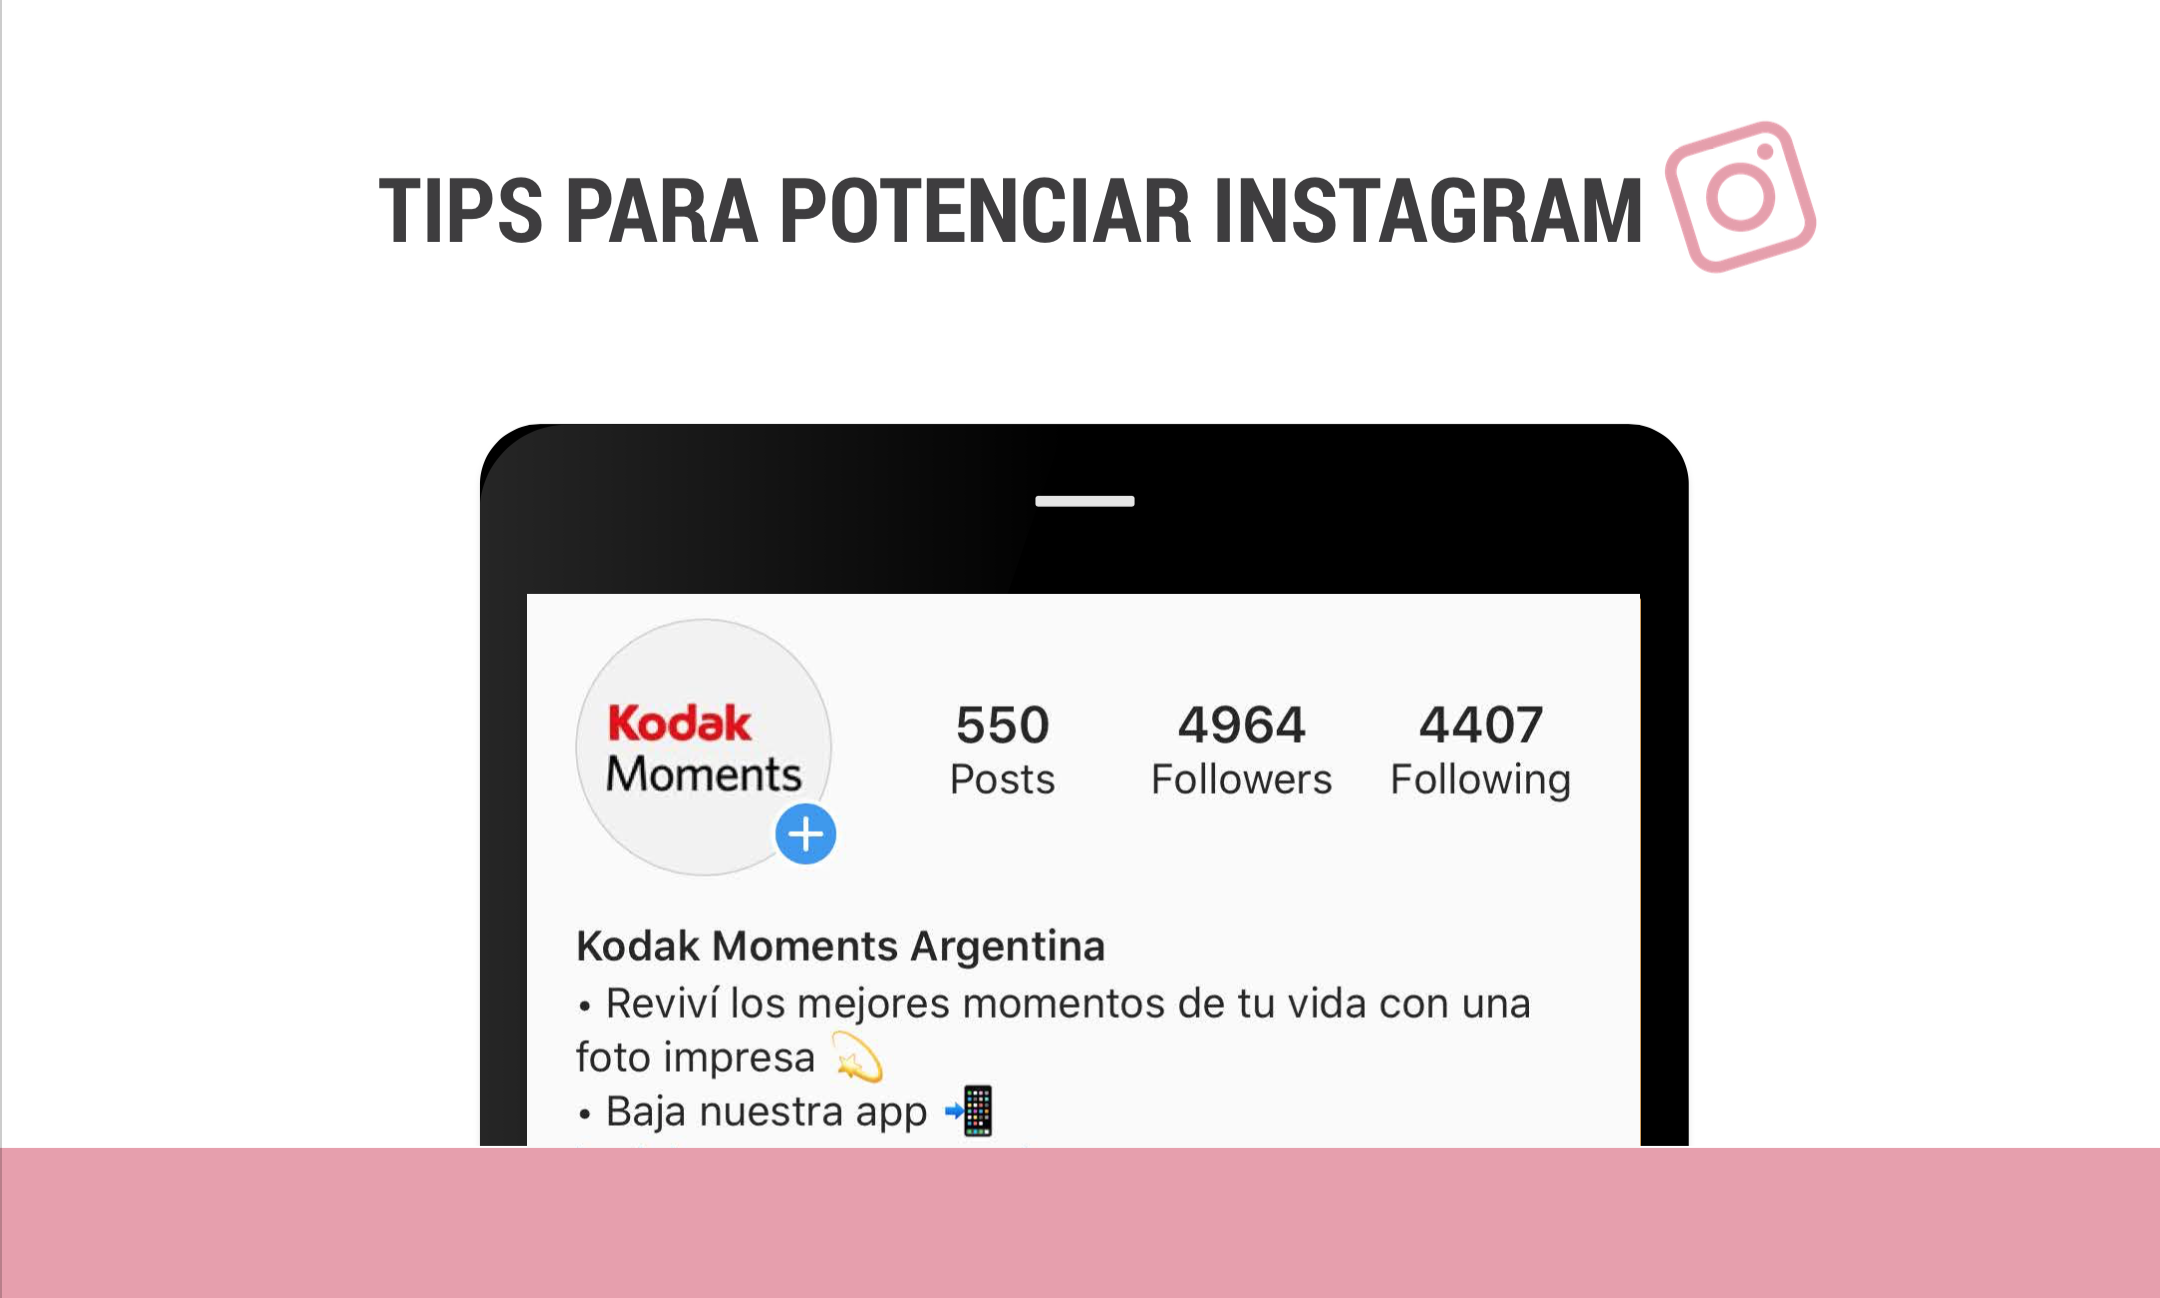 TIPS PARA POTENCIAR INSTAGRAM
Kodak
Moments
550 4964 4407
Posts Followers Following
Kodak Moments Argentina
• Reviví los mejores momentos de tu vida con una
foto impresa 💫
• Baja nuestra app 📲